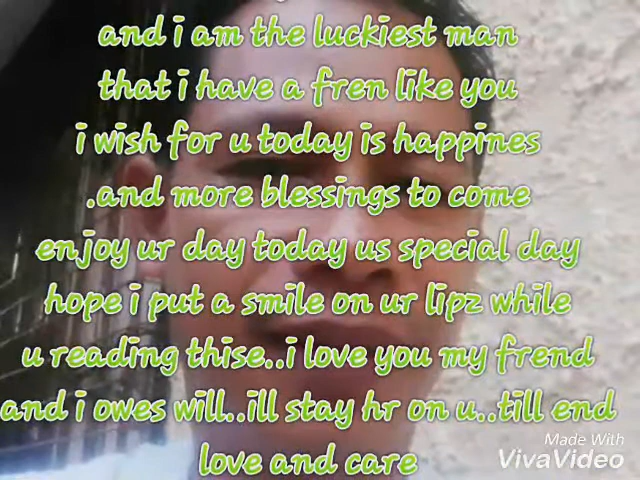 and i am the luckiest man
that i have a fren like you
i wish for u today is happines
.and more blessings to come
enjoy ur day today us special day
hope i put a smile on ur lipz while
u reading thise..i love you my frend
and i owes will..ill stay hr on u..till end
love and care
Made With
VivaVideo